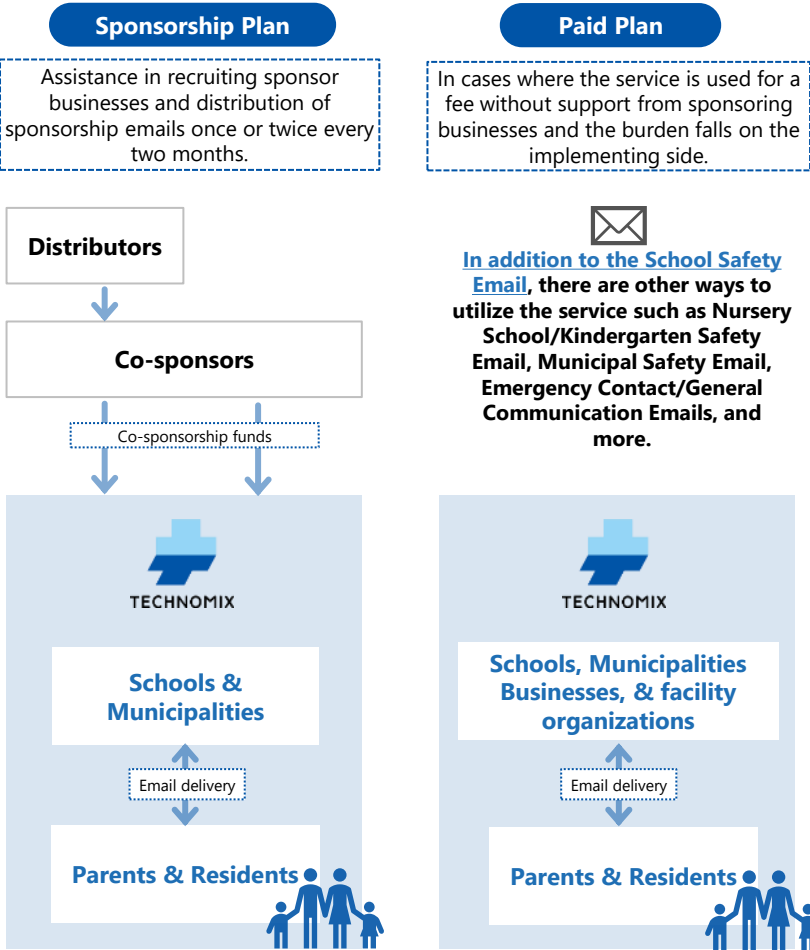 Sponsorship Plan
Assistance in recruiting sponsor
businesses and distribution of
sponsorship emails once or twice every
two months.
Distributors
Co-sponsors
Co-sponsorship funds
TECHNOMIX
Schools &
Municipalities
Email delivery
Parents & Residents
Paid Plan
In cases where the service is used for a
fee without support from sponsoring
businesses and the burden falls on the
implementing side.
In addition to the School Safety
Email, there are other ways to
utilize the service such as Nursery
School/Kindergarten Safety
Email, Municipal Safety Email,
Emergency Contact/General
Communication Emails, and
more.
TECHNOMIX
Schools, Municipalities
Businesses, & facility
organizations
Email delivery
Parents & Residents